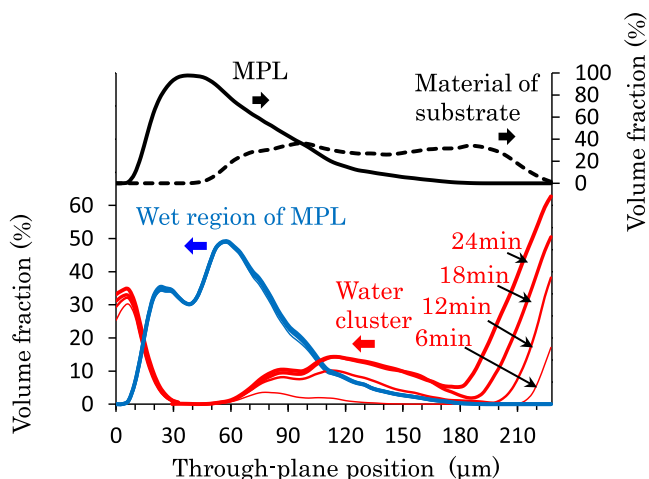 MPL
Material of
substrate
100
80
60
40
20
0
Volume fraction (%)
Volume fraction (%)
60
50
40
30
20
10
0
Wet region of MPL
Water
cluster
24min
18min
12min
6min
0 30 60 90 120 150 180 210
Through-plane position (μm)